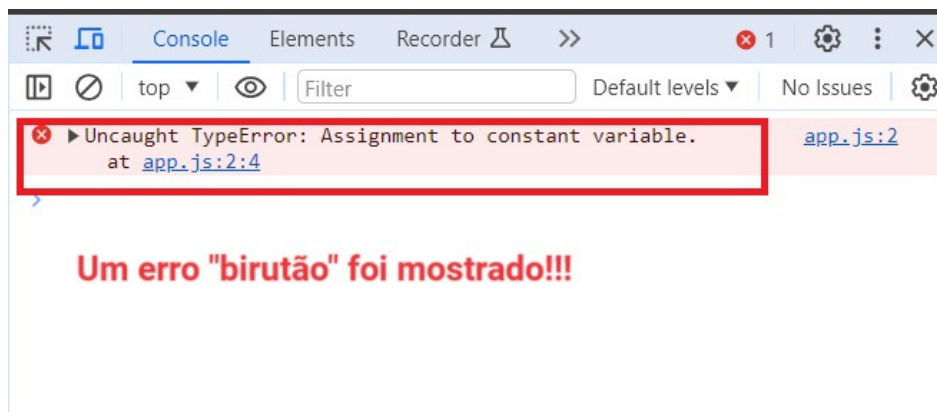 Console Elements Recorder >> 1
top Filter Default levels No Issues
Uncaught TypeError: Assignment to constant variable. app.js:2
at app.js:2:4
>
Um erro "birutão" foi mostrado!!!